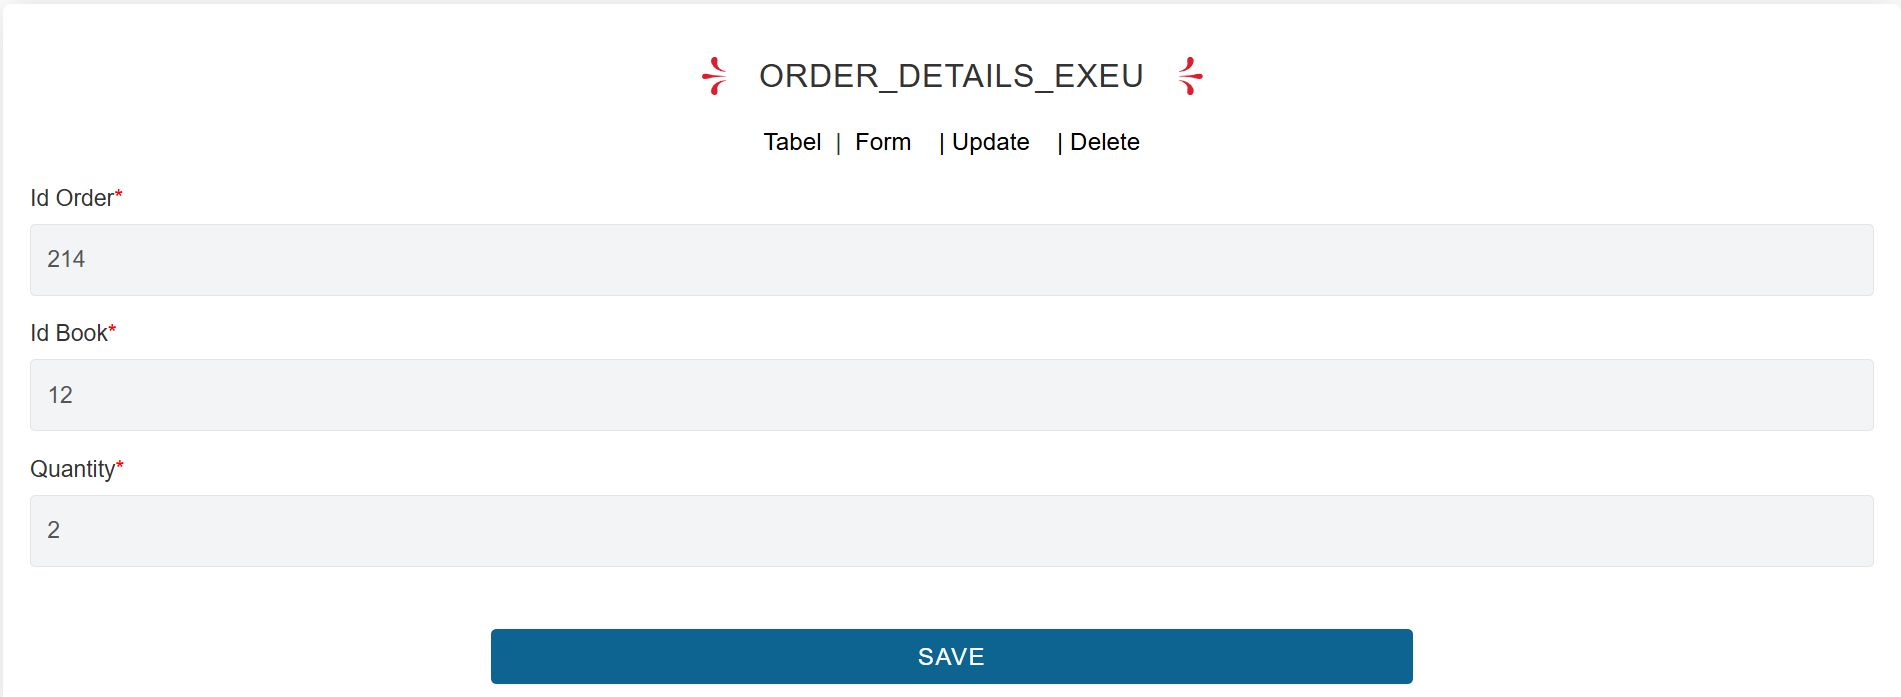 ORDER_DETAILS_EXEU
Tabel | Form | Update | Delete
Id Order*
214
Id Book*
12
Quantity*
2
SAVE